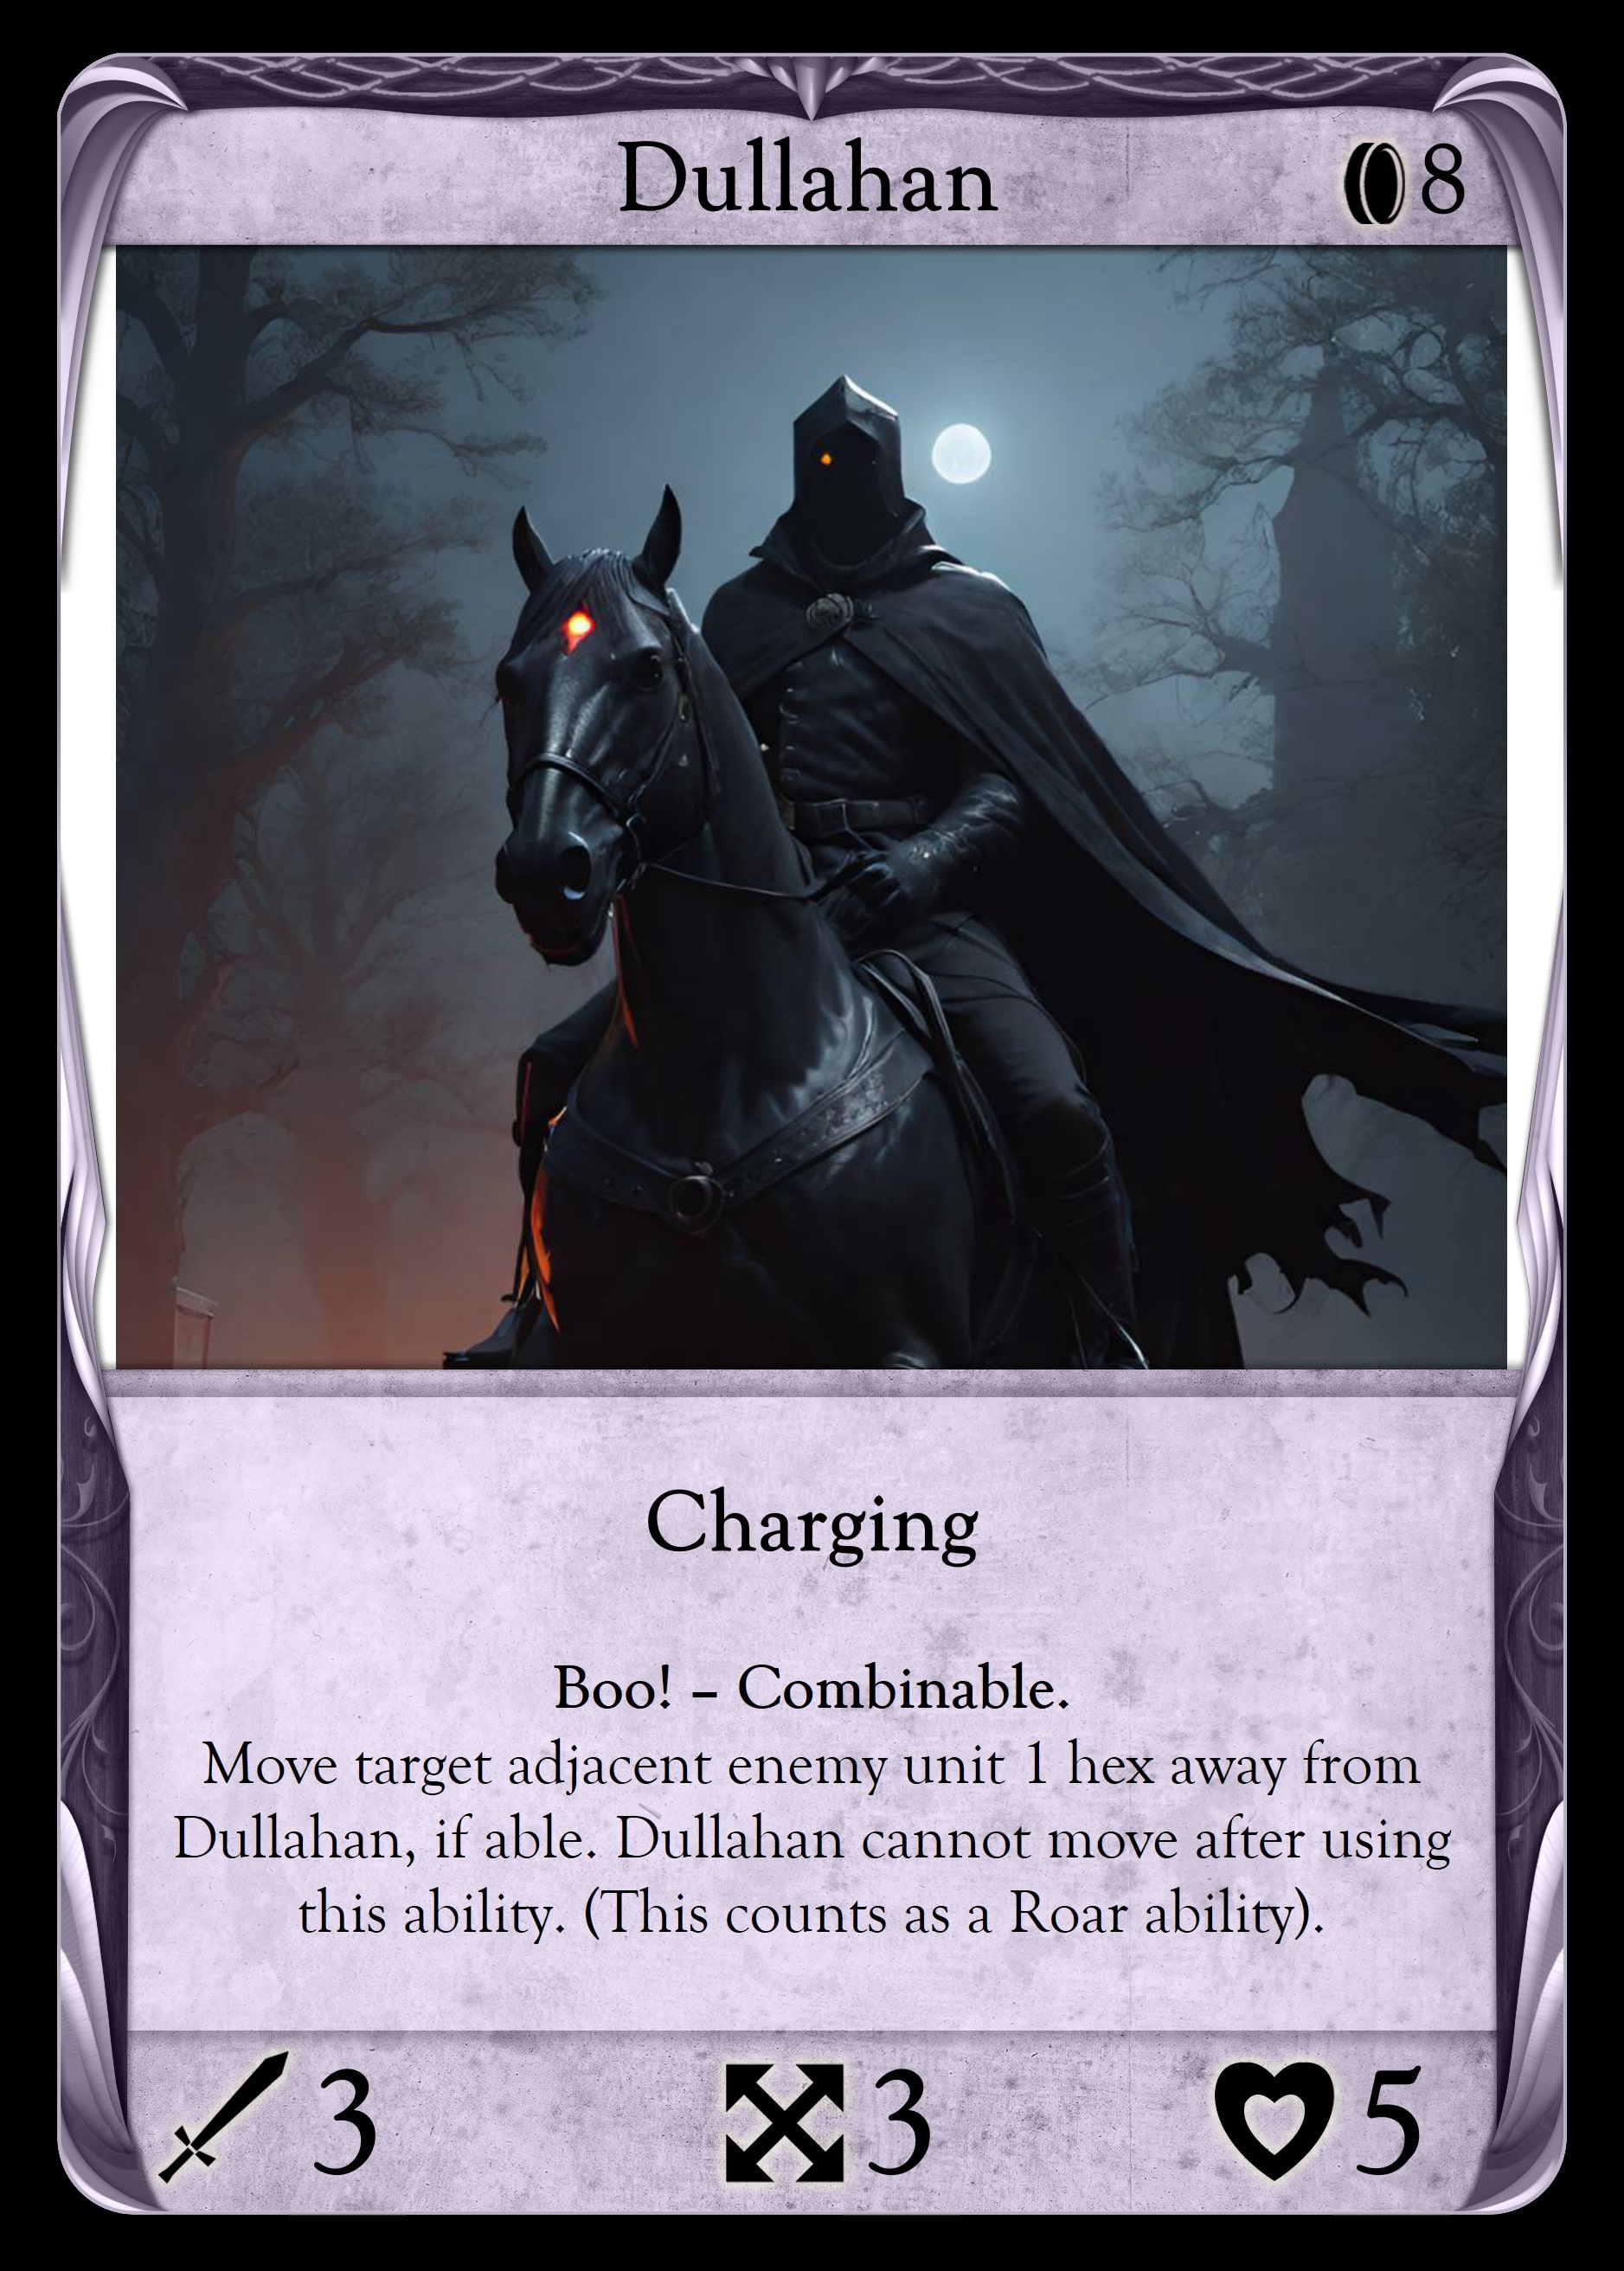 Dullahan 8
Charging
Boo! – Combinable.
Move target adjacent enemy unit 1 hex away from
Dullahan, if able. Dullahan cannot move after using
this ability. (This counts as a Roar ability).
3 3 5